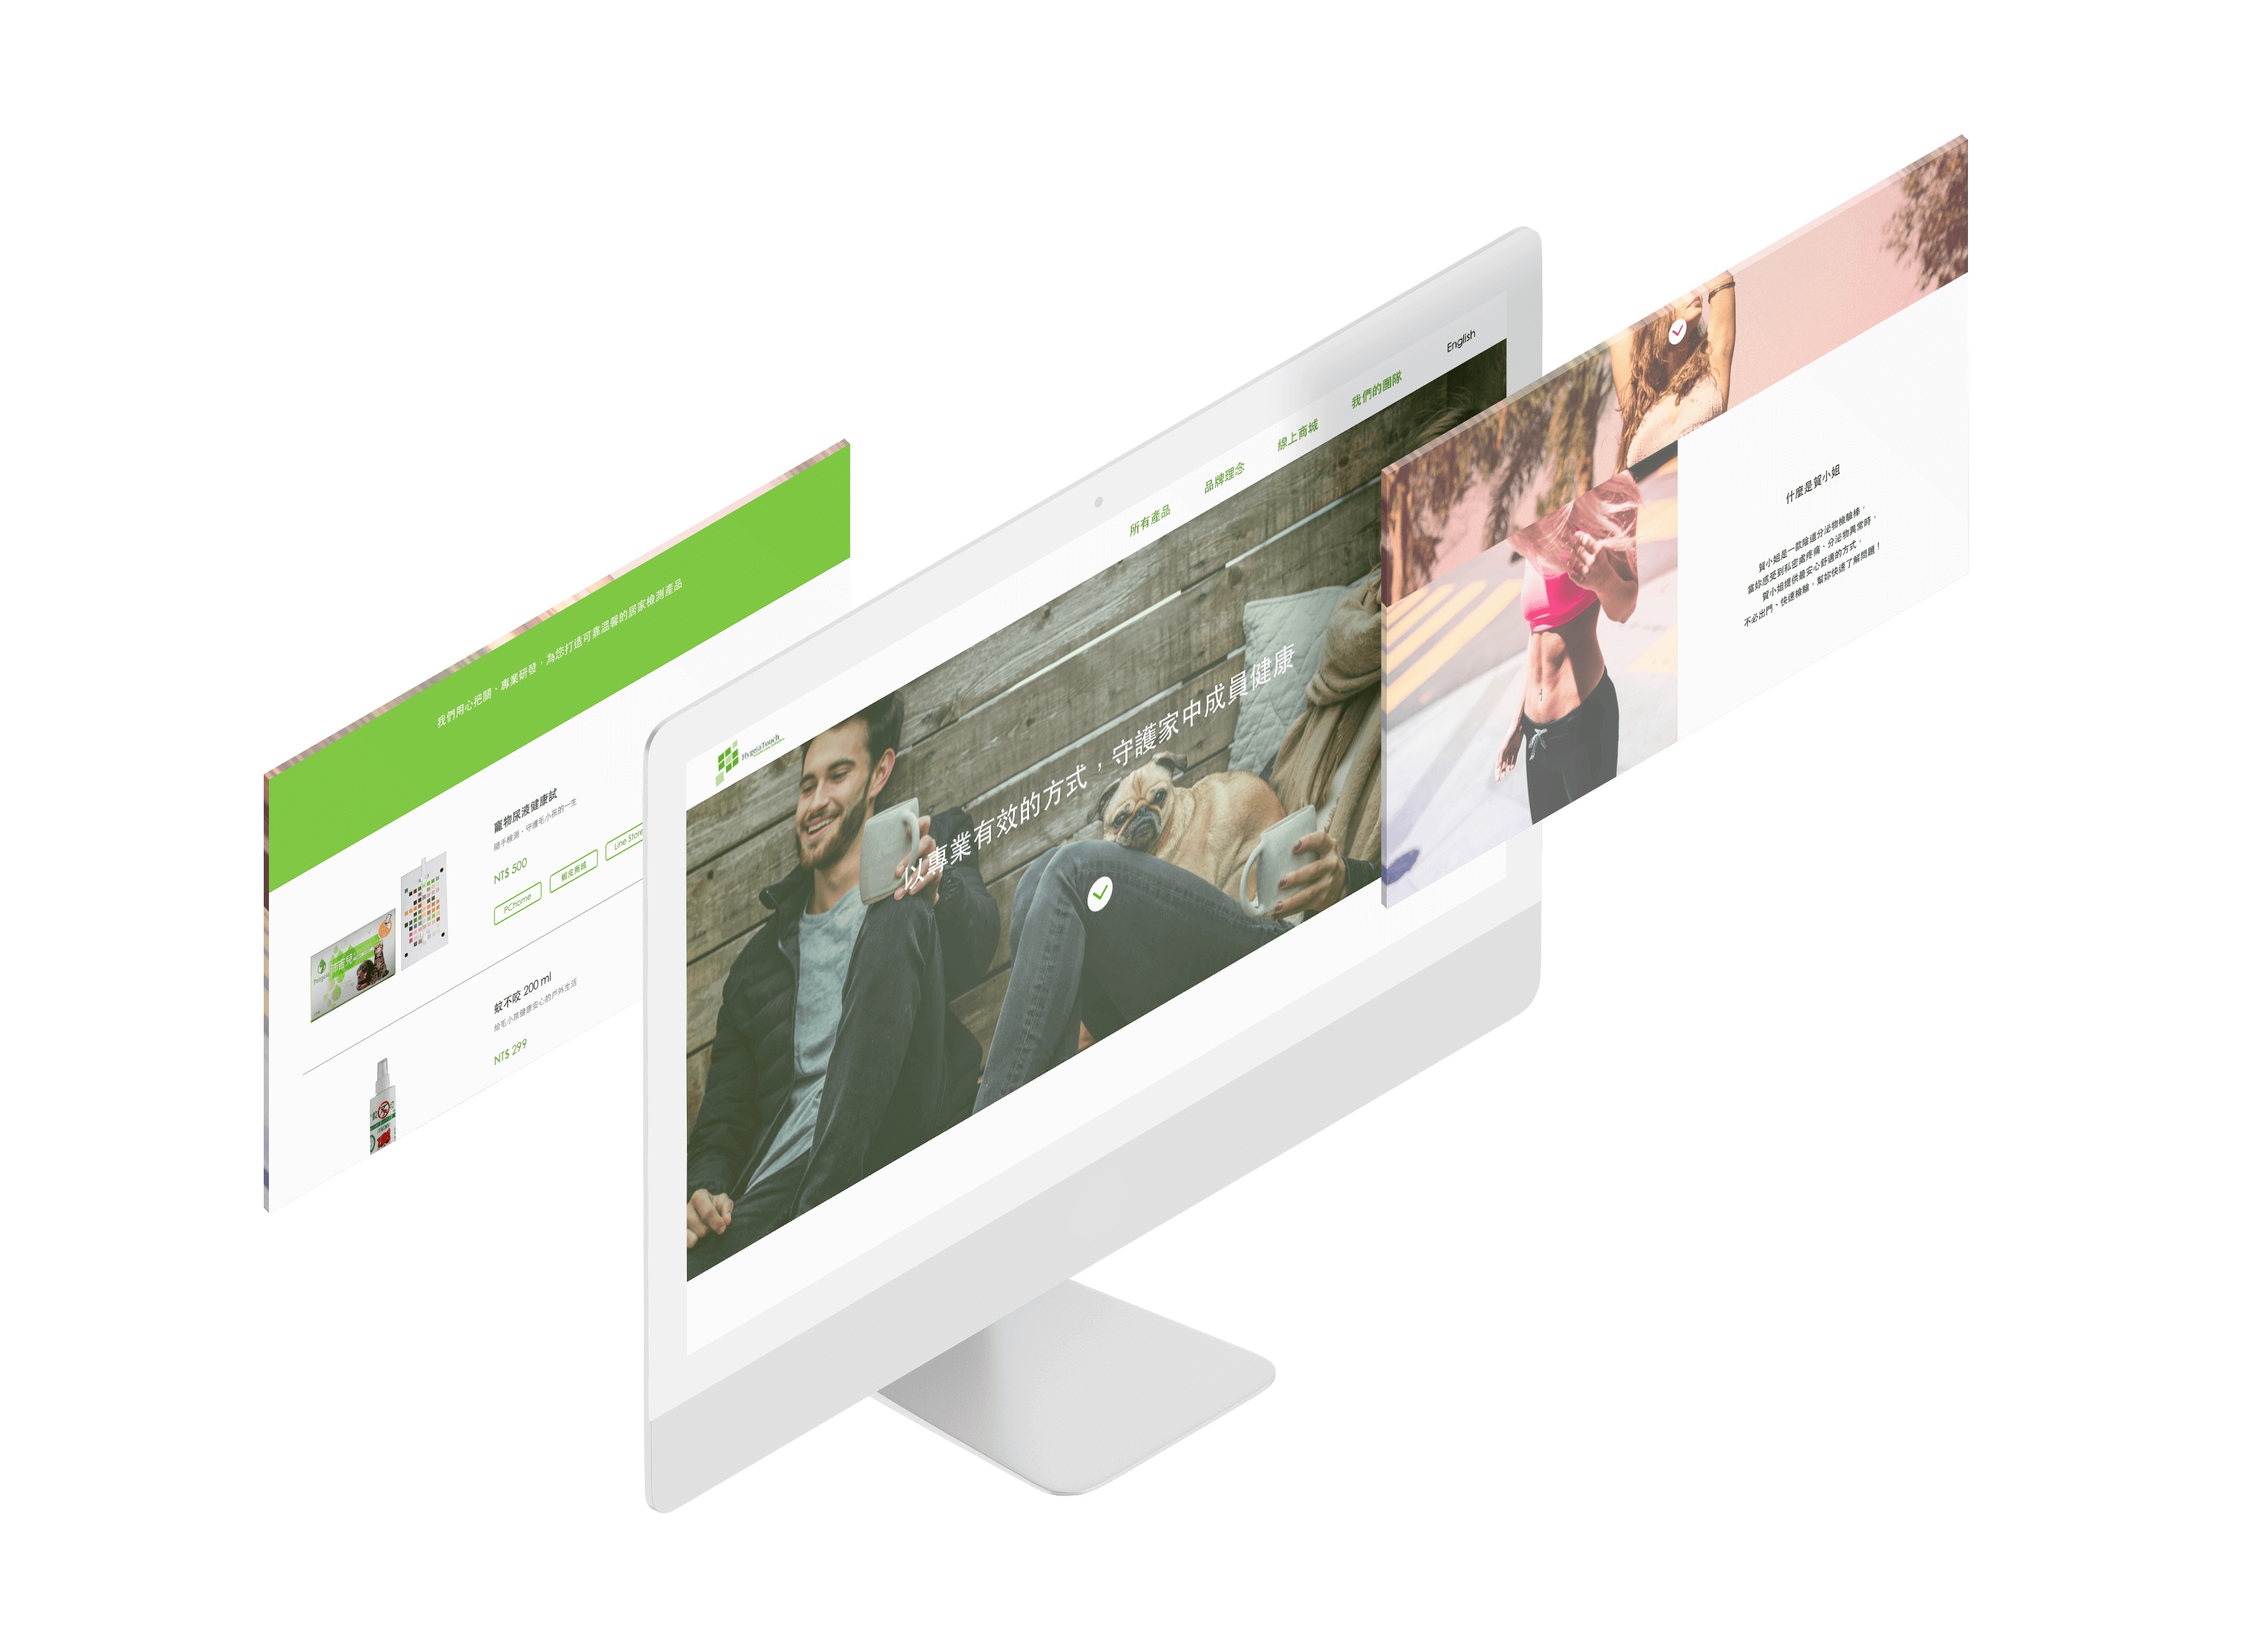 我們用心把關、專業研發，為您打造可靠溫馨的居家檢測產品
寵物尿液健康試
隨手檢測、守護毛小孩的一生
NT$ 500
PChome
蝦皮商城
Line Store
蚊不咬 200 ml
給毛小孩健康安心的戶外生活
NT$ 299
HygeiaTouch
所有產品
品牌理念
線上商城
我們的團隊
English
以專業有效的方式，守護家中成員健康
什麼是賀小姐
賀小姐是一款陰道分泌物檢驗棒，
當妳感受到私密處疼痛、分泌物異常時，
賀小姐提供最安心舒適的方式，
不必出門、快速檢驗，幫妳快速了解問題！